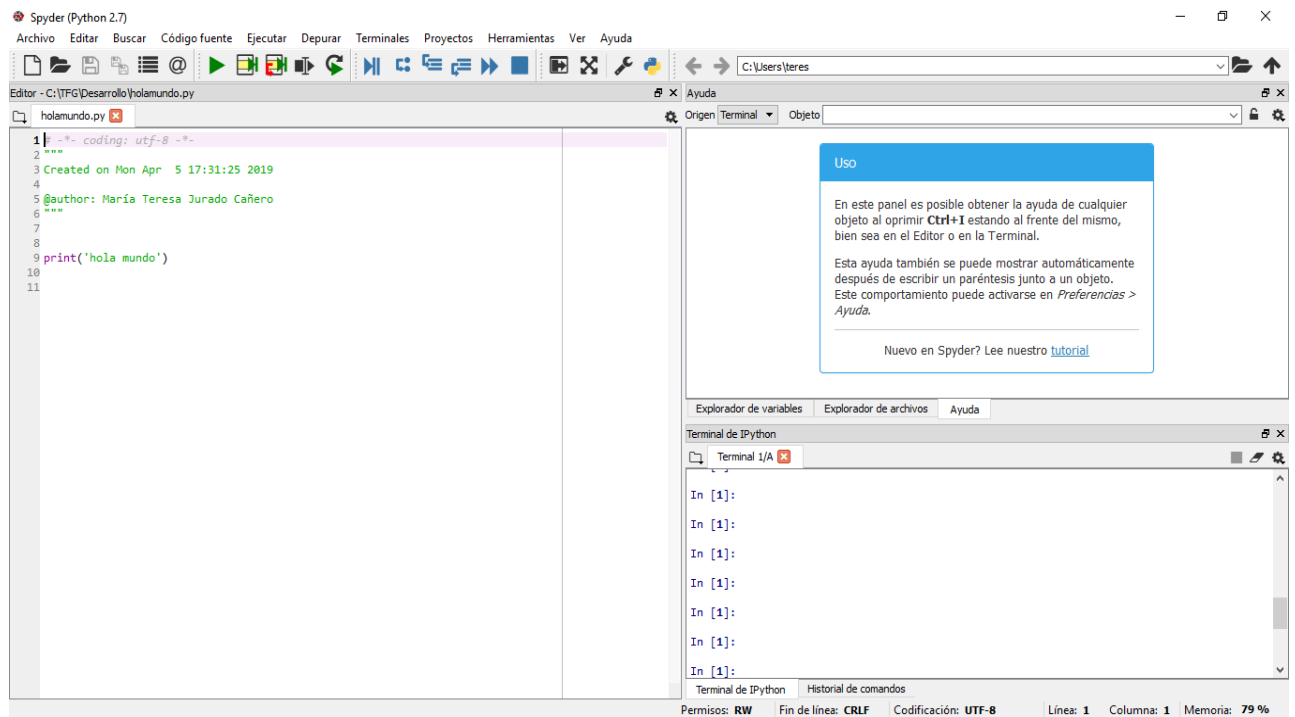 Spyder (Python 2.7)
Archivo Editar Buscar Código fuente Ejecutar Depurar Terminales Proyectos Herramientas Ver Ayuda
C:\Users\teres
Editor - C:\TFG\Desarrollo\holamundo.py
holamundo.py
1 # -*- coding: utf-8 -*-
2 """
3 Created on Mon Apr  5 17:31:25 2019
4
5 @author: María Teresa Jurado Cañero
6 """
7
8
9 print('hola mundo')
10
11
Ayuda
Origen Terminal Objeto
Uso
En este panel es posible obtener la ayuda de cualquier
objeto al oprimir Ctrl+I estando al frente del mismo,
bien sea en el Editor o en la Terminal.
Esta ayuda también se puede mostrar automáticamente
después de escribir un paréntesis junto a un objeto.
Este comportamiento puede activarse en Preferencias >
Ayuda.
Nuevo en Spyder? Lee nuestro tutorial
Explorador de variables Explorador de archivos Ayuda
Terminal de IPython
Terminal 1/A
In [1]:
In [1]:
In [1]:
In [1]:
In [1]:
In [1]:
In [1]:
Terminal de IPython Historial de comandos
Permisos: RW Fin de línea: CRLF Codificación: UTF-8 Línea: 1 Columna: 1 Memoria: 79 %